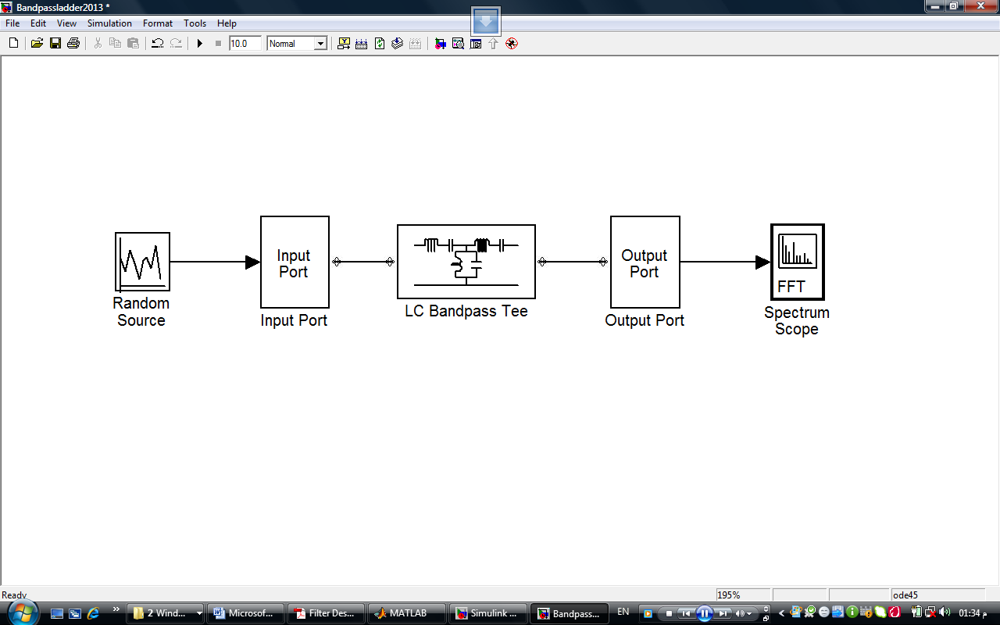 Bandpassladder2013 *
File Edit View Simulation Format Tools Help
10.0 Normal
Input
Port
Output
Port
FFT
Random
Source
Input Port
LC Bandpass Tee
Output Port
Spectrum
Scope
Ready 195% ode45
2 Wind... Microsof... Filter Des... MATLAB Simulink ... Bandpass... EN 01:34 م